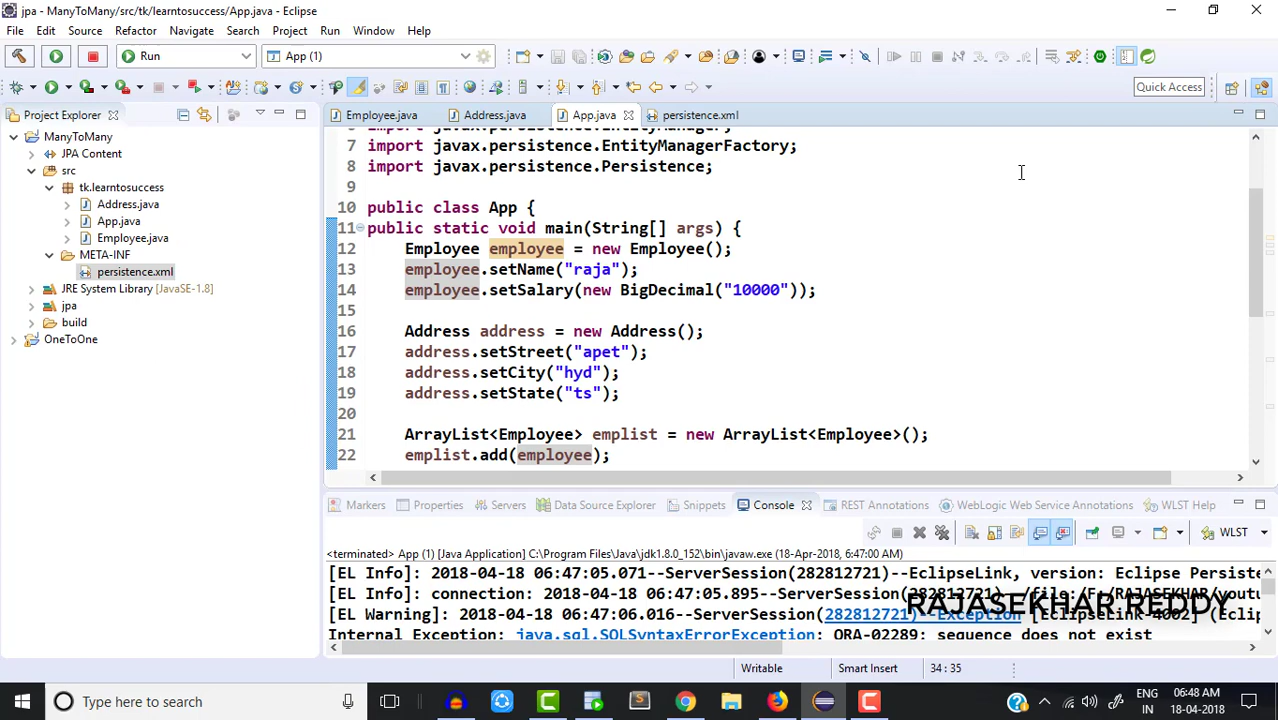 jpa - ManyToMany/src/tk/learntosuccess/App.java - Eclipse
File Edit Source Refactor Navigate Search Project Run Window Help
Run App (1)
Quick Access
Project Explorer
ManyToMany
JPA Content
src
tk.learntosuccess
Address.java
App.java
Employee.java
META-INF
persistence.xml
JRE System Library [JavaSE-1.8]
jpa
build
OneToOne
Employee.java Address.java App.java persistence.xml
6 import javax.persistence.EntityManager;
7 import javax.persistence.EntityManagerFactory;
8 import javax.persistence.Persistence;
9
10 public class App {
11 public static void main(String[] args) {
12 Employee employee = new Employee();
13 employee.setName("raja");
14 employee.setSalary(new BigDecimal("10000"));
15
16 Address address = new Address();
17 address.setStreet("apet");
18 address.setCity("hyd");
19 address.setState("ts");
20
21 ArrayList<Employee> emplist = new ArrayList<Employee>();
22 emplist.add(employee);
Markers Properties Servers Data Source Explorer Snippets Console REST Annotations WebLogic Web Service Annotations WLST Help
WLST
<terminated> App (1) [Java Application] C:\Program Files\Java\jdk1.8.0_152\bin\javaw.exe (18-Apr-2018, 6:47:00 AM)
[EL Info]: 2018-04-18 06:47:05.071--ServerSession(282812721)--EclipseLink, version: Eclipse Persiste
[EL Info]: connection: 2018-04-18 06:47:05.895--ServerSession(282812721)--/file:/F:/RAJASEKHAR/youtu
RAJASEKHAR REDDY
[EL Warning]: 2018-04-18 06:47:06.016--ServerSession(282812721)--Exception [EclipseLink-4002] (Eclip
Internal Exception: java.sql.SQLSyntaxErrorException: ORA-02289: sequence does not exist
Writable Smart Insert 34 : 35
Type here to search
ENG
IN
06:48 AM
18-04-2018